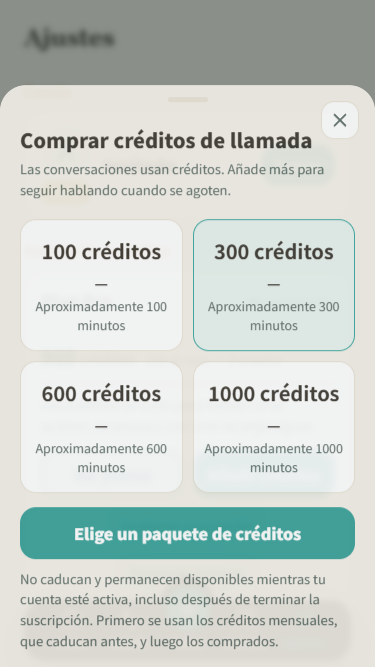 Ajustes
Comprar créditos de llamada
Las conversaciones usan créditos. Añade más para
seguir hablando cuando se agoten.
100 créditos
—
Aproximadamente 100
minutos
300 créditos
—
Aproximadamente 300
minutos
600 créditos
—
Aproximadamente 600
minutos
1000 créditos
—
Aproximadamente 1000
minutos
Elige un paquete de créditos
No caducan y permanecen disponibles mientras tu
cuenta esté activa, incluso después de terminar la
suscripción. Primero se usan los créditos mensuales,
que caducan antes, y luego los comprados.